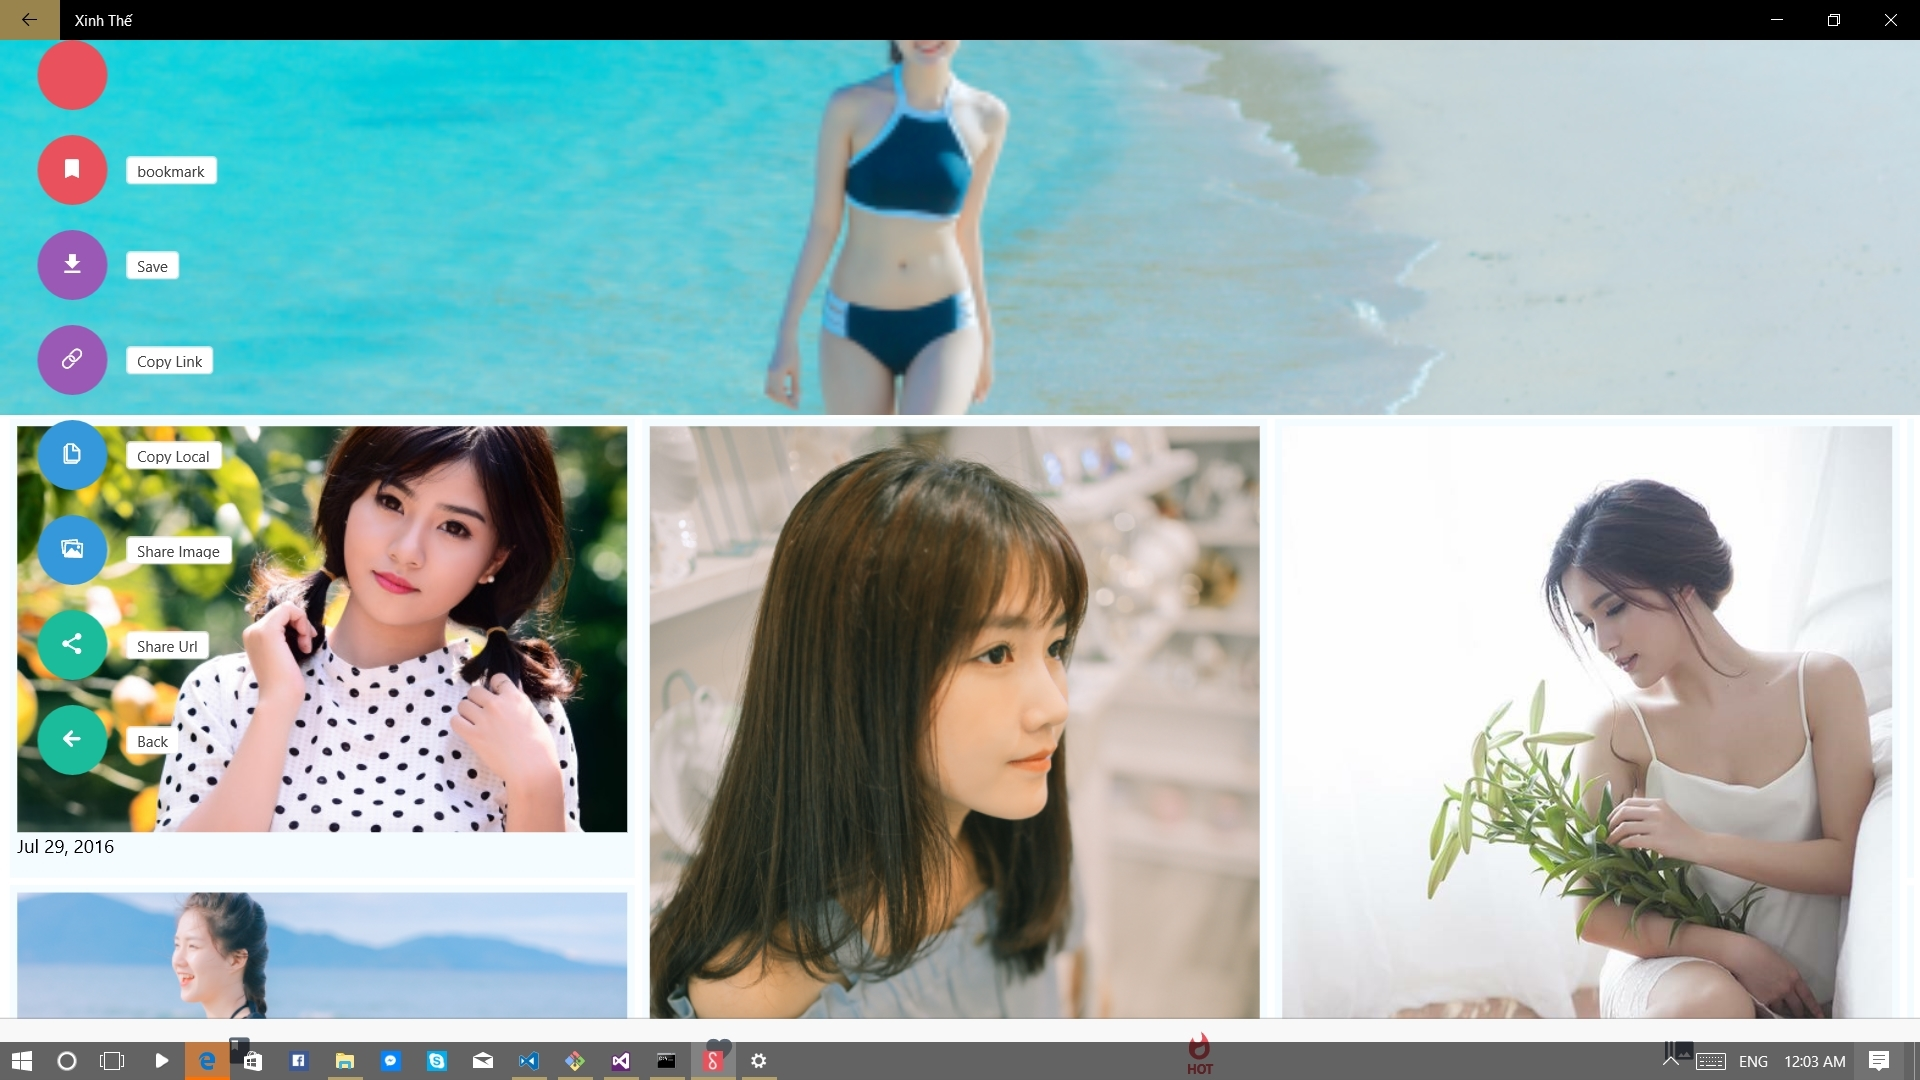 Xinh Thế
bookmark
Save
Copy Link
Copy Local
Share Image
Share Url
Back
Jul 29, 2016
HOT
ENG
12:03 AM